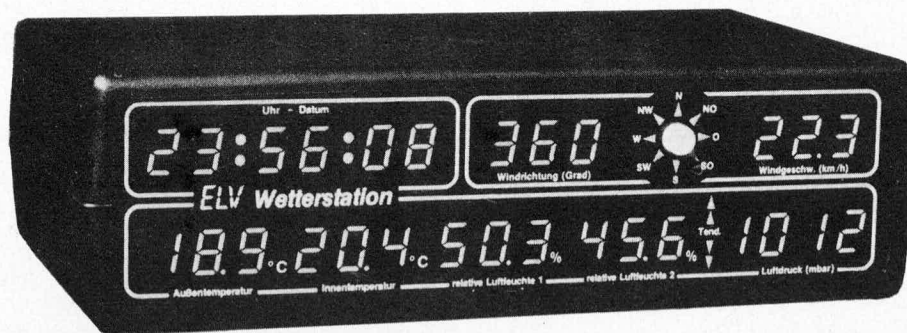 Uhr - Datum
23:56:08
360
Windrichtung (Grad)
N
NO
O
SO
S
SW
W
NW
22.3
Windgeschw. (km/h)
ELV Wetterstation
18.9 °C
20.4 °C
50.3 %
45.6 %
Tend.
1012
Außentemperatur
Innentemperatur
relative Luftfeuchte 1
relative Luftfeuchte 2
Luftdruck (mbar)